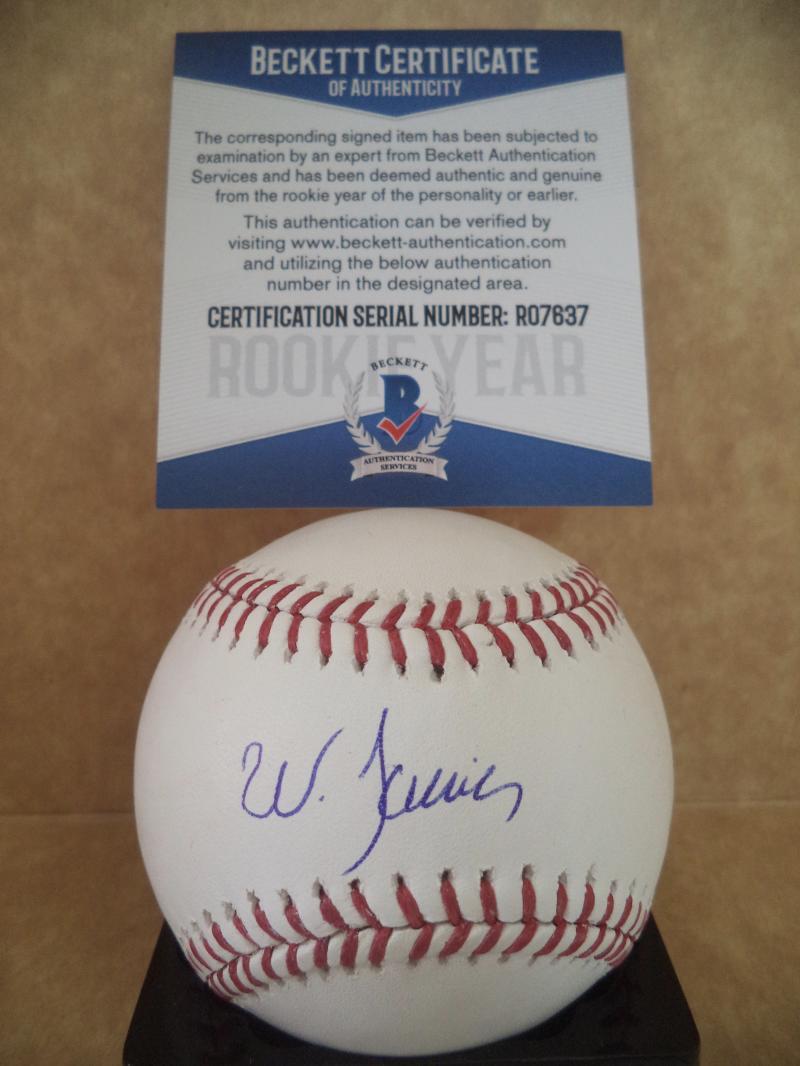 BECKETT CERTIFICATE
OF AUTHENTICITY
The corresponding signed item has been subjected to
examination by an expert from Beckett Authentication
Services and has been deemed authentic and genuine
from the rookie year of the personality or earlier.
This authentication can be verified by
visiting www.beckett-authentication.com
and utilizing the below authentication
number in the designated area.
CERTIFICATION SERIAL NUMBER: R07637
ROOKIE YEAR
BECKETT
B
AUTHENTICATION
SERVICES
W.